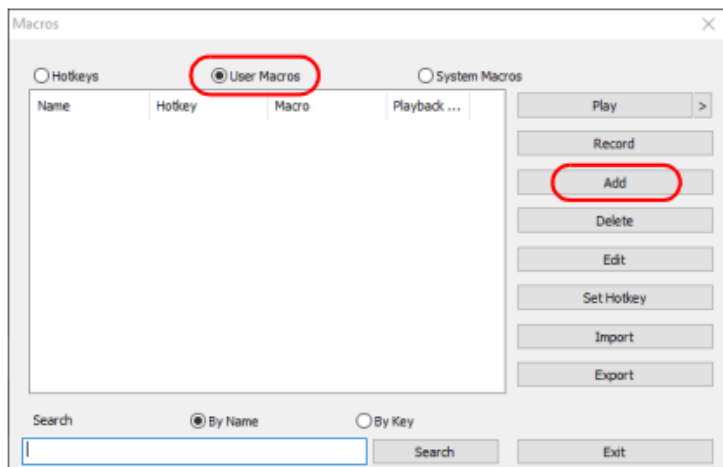 Macros
Hotkeys User Macros System Macros
Name Hotkey Macro Playback ...
Play >
Record
Add
Delete
Edit
Set Hotkey
Import
Export
Search By Name By Key
Search Exit